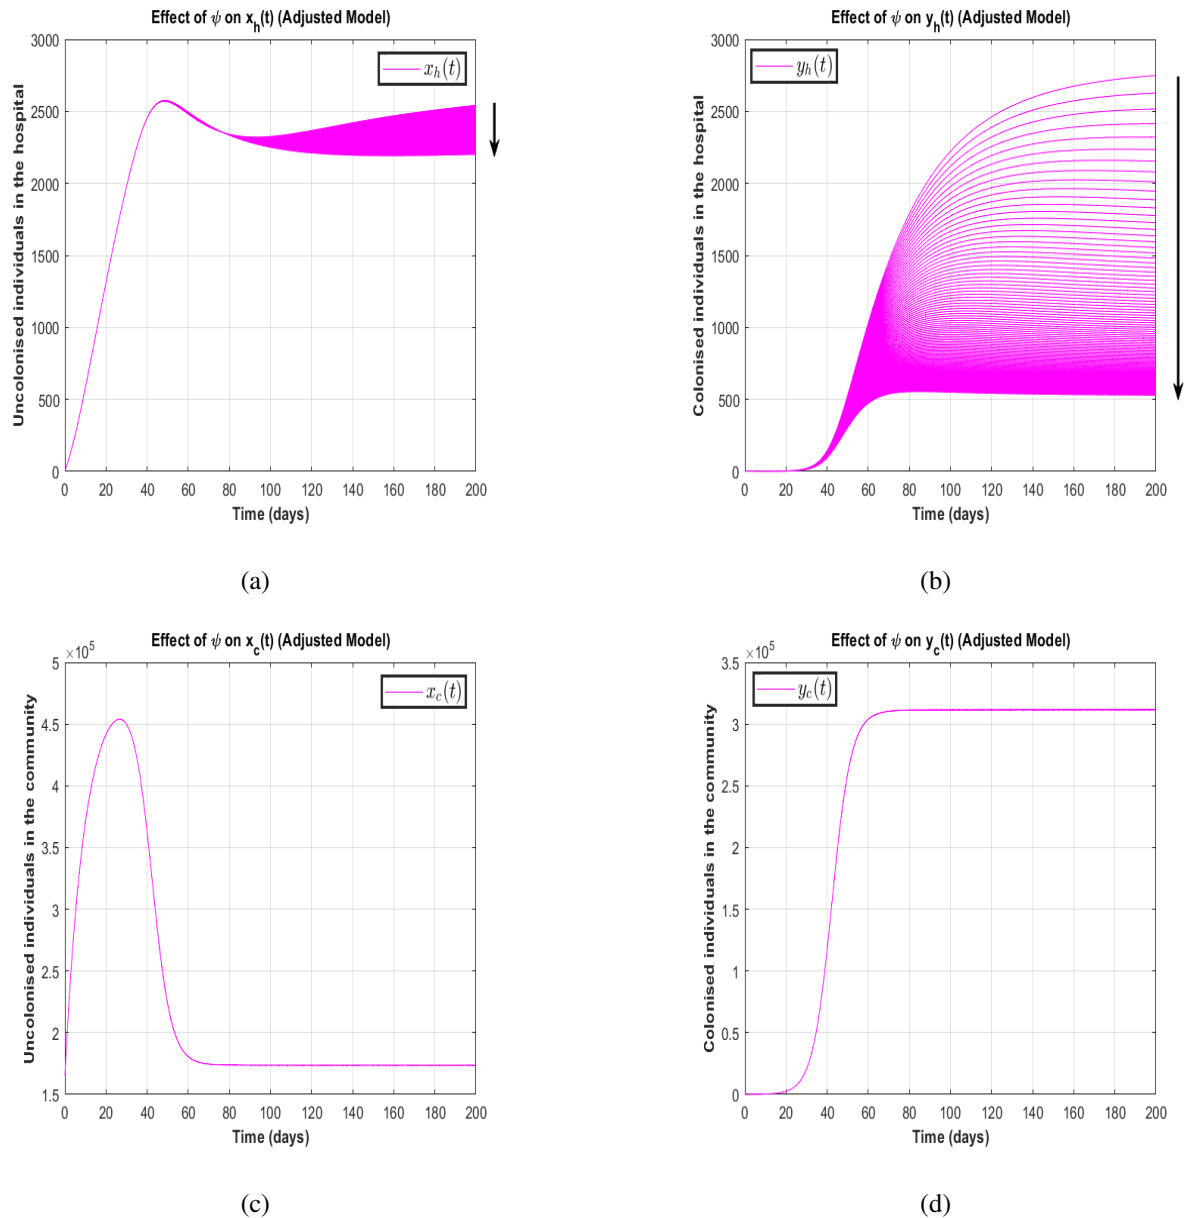 Effect of ψ on x_h(t) (Adjusted Model)
3000
2500
2000
1500
1000
500
0
Uncolonised individuals in the hospital
x_h(t)
0 20 40 60 80 100 120 140 160 180 200
Time (days)
(a)
Effect of ψ on y_h(t) (Adjusted Model)
3000
2500
2000
1500
1000
500
0
Colonised individuals in the hospital
y_h(t)
0 20 40 60 80 100 120 140 160 180 200
Time (days)
(b)
Effect of ψ on x_c(t) (Adjusted Model)
×10^5
5
4.5
4
3.5
3
2.5
2
1.5
Uncolonised individuals in the community
x_c(t)
0 20 40 60 80 100 120 140 160 180 200
Time (days)
(c)
Effect of ψ on y_c(t) (Adjusted Model)
×10^5
3.5
3
2.5
2
1.5
1
0.5
0
Colonised individuals in the community
y_c(t)
0 20 40 60 80 100 120 140 160 180 200
Time (days)
(d)